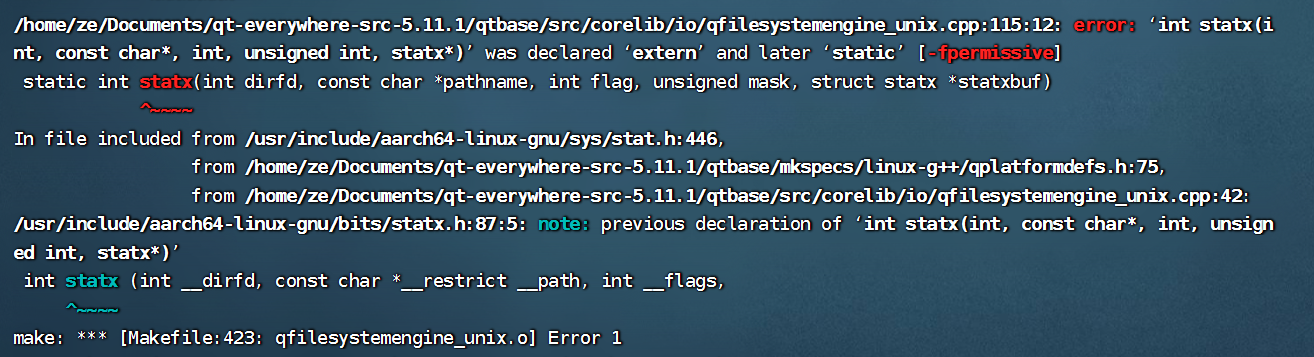 /home/ze/Documents/qt-everywhere-src-5.11.1/qtbase/src/corelib/io/qfilesystemengine_unix.cpp:115:12: error: ‘int statx(i
nt, const char*, int, unsigned int, statx*)’ was declared ‘extern’ and later ‘static’ [-fpermissive]
 static int statx(int dirfd, const char *pathname, int flag, unsigned mask, struct statx *statxbuf)
            ^~~~~
In file included from /usr/include/aarch64-linux-gnu/sys/stat.h:446,
                 from /home/ze/Documents/qt-everywhere-src-5.11.1/qtbase/mkspecs/linux-g++/qplatformdefs.h:75,
                 from /home/ze/Documents/qt-everywhere-src-5.11.1/qtbase/src/corelib/io/qfilesystemengine_unix.cpp:42:
/usr/include/aarch64-linux-gnu/bits/statx.h:87:5: note: previous declaration of ‘int statx(int, const char*, int, unsign
ed int, statx*)’
 int statx (int __dirfd, const char *__restrict __path, int __flags,
     ^~~~~
make: *** [Makefile:423: qfilesystemengine_unix.o] Error 1